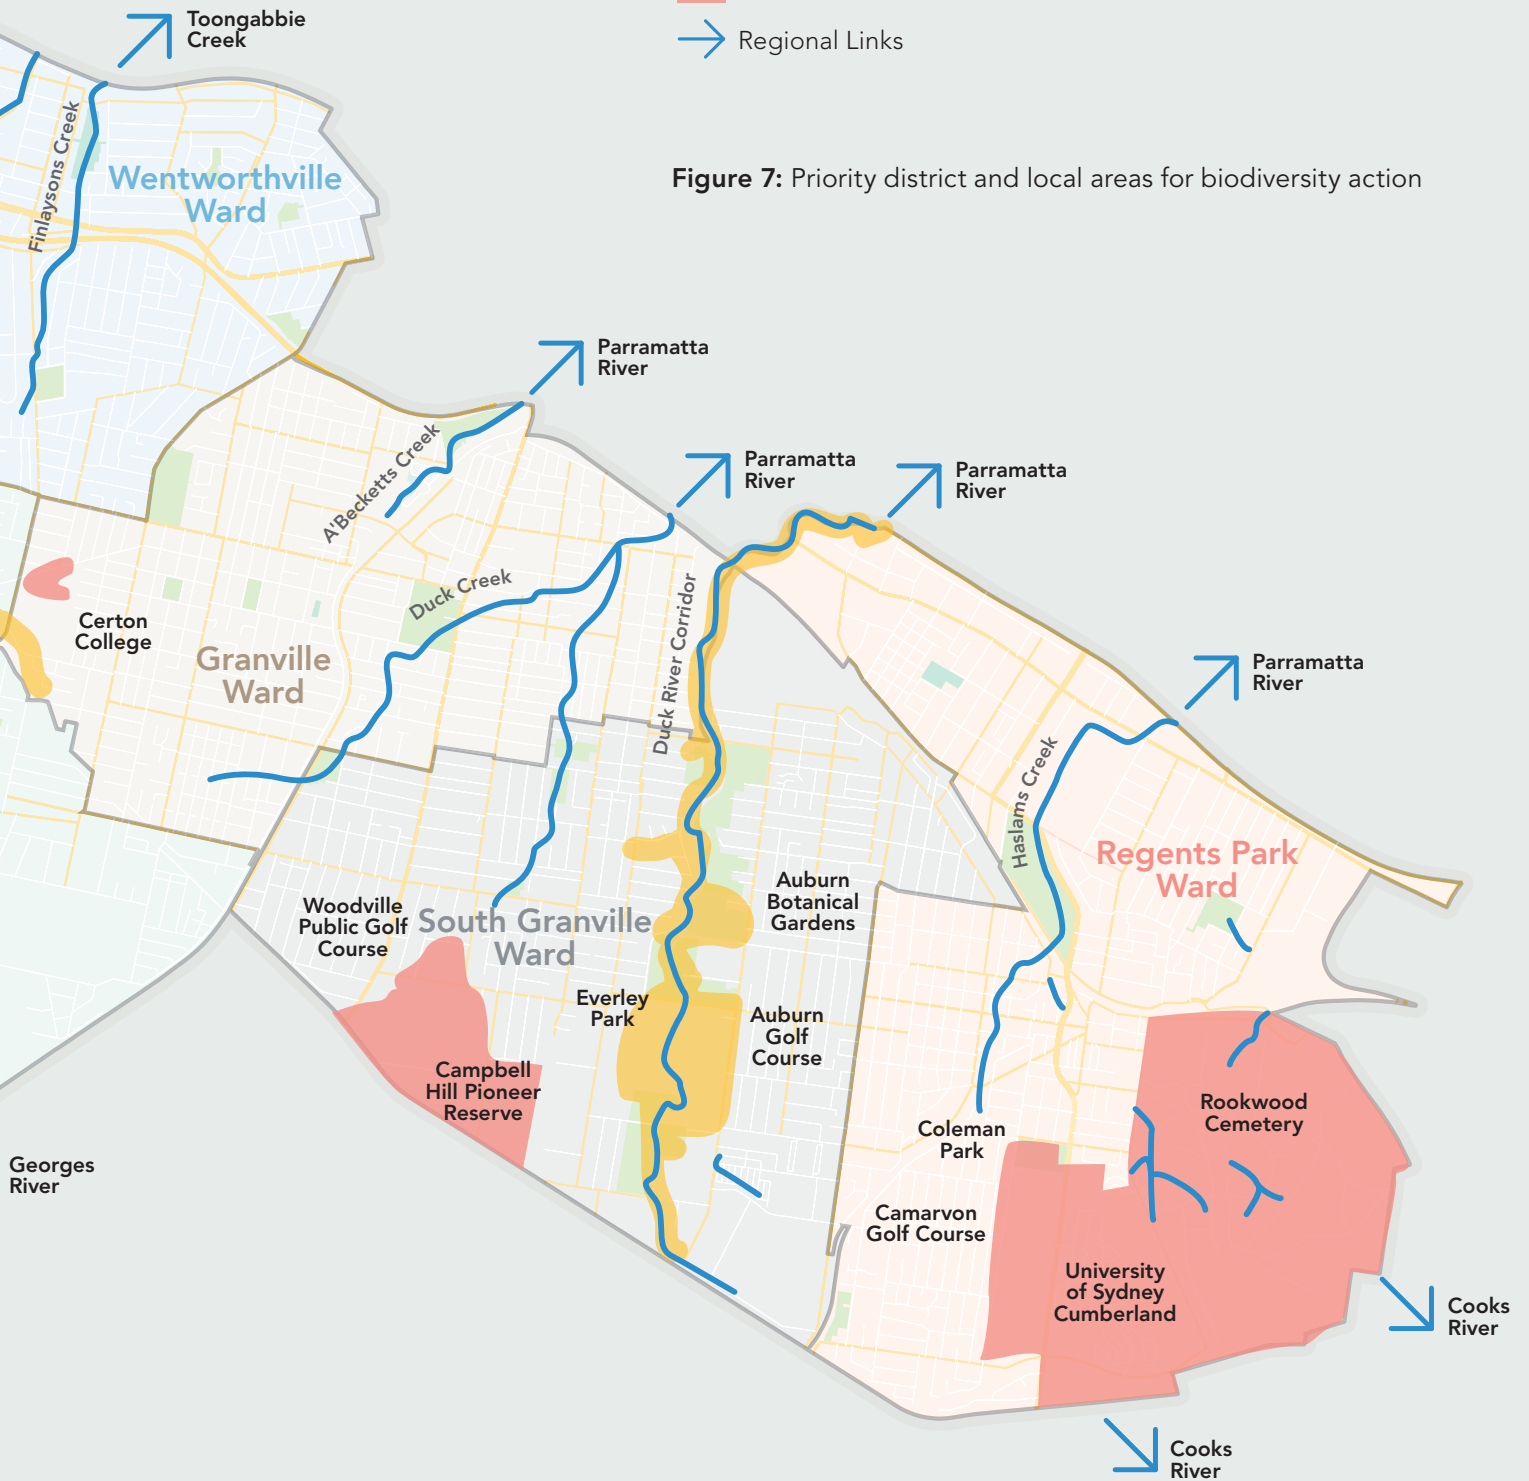 Toongabbie
Creek
Regional Links
Finlaysons Creek
Wentworthville
Ward
Figure 7: Priority district and local areas for biodiversity action
Parramatta
River
A'Becketts Creek
Parramatta
River
Parramatta
River
Duck Creek
Certon
College
Granville
Ward
Duck River Corridor
Parramatta
River
Haslams Creek
Regents Park
Ward
Auburn
Botanical
Gardens
Woodville
Public Golf
Course
South Granville
Ward
Everley
Park
Auburn
Golf
Course
Campbell
Hill Pioneer
Reserve
Rookwood
Cemetery
Coleman
Park
Georges
River
Camarvon
Golf Course
University
of Sydney
Cumberland
Cooks
River
Cooks
River